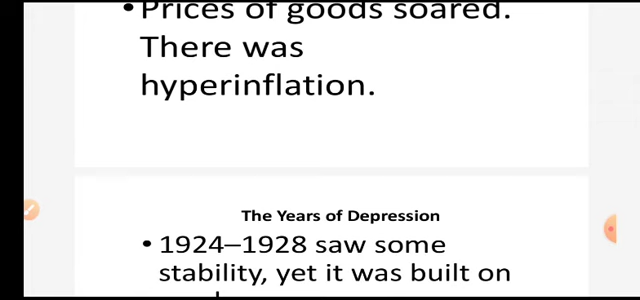 • Prices of goods soared.
There was
hyperinflation.
The Years of Depression
• 1924–1928 saw some
stability, yet it was built on